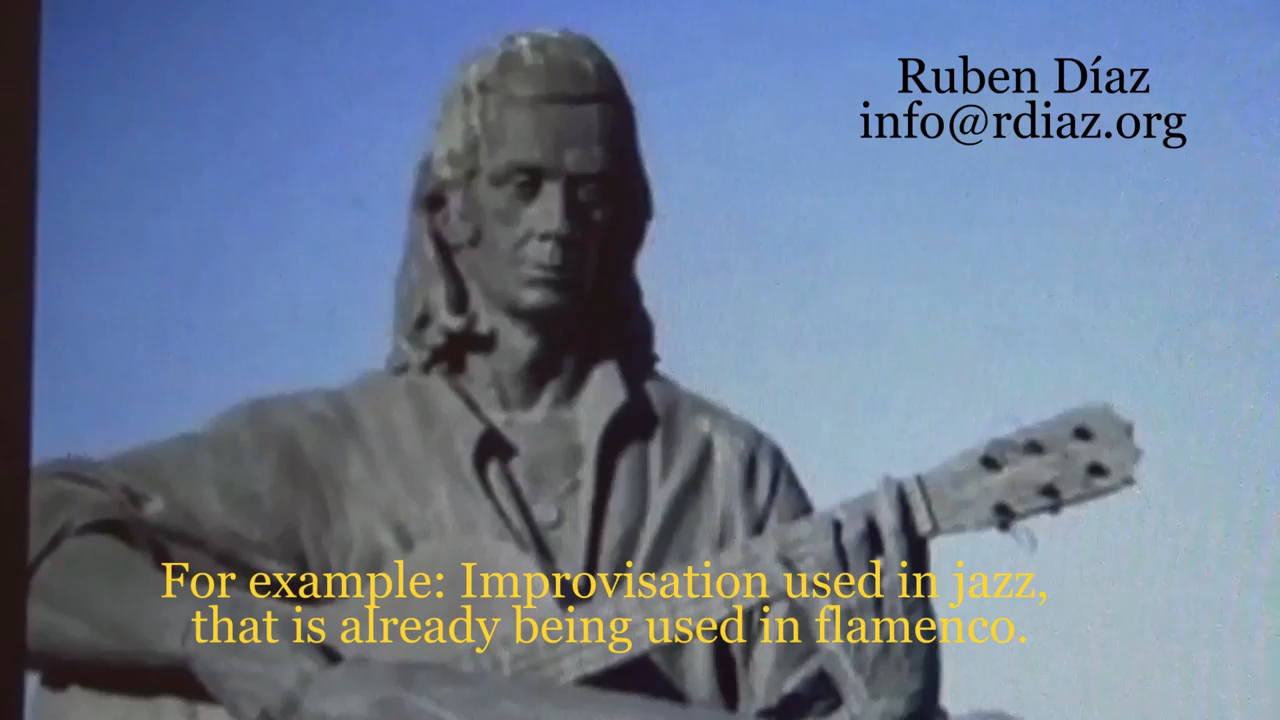 Ruben Díaz
info@rdiaz.org
For example: Improvisation used in jazz,
that is already being used in flamenco.